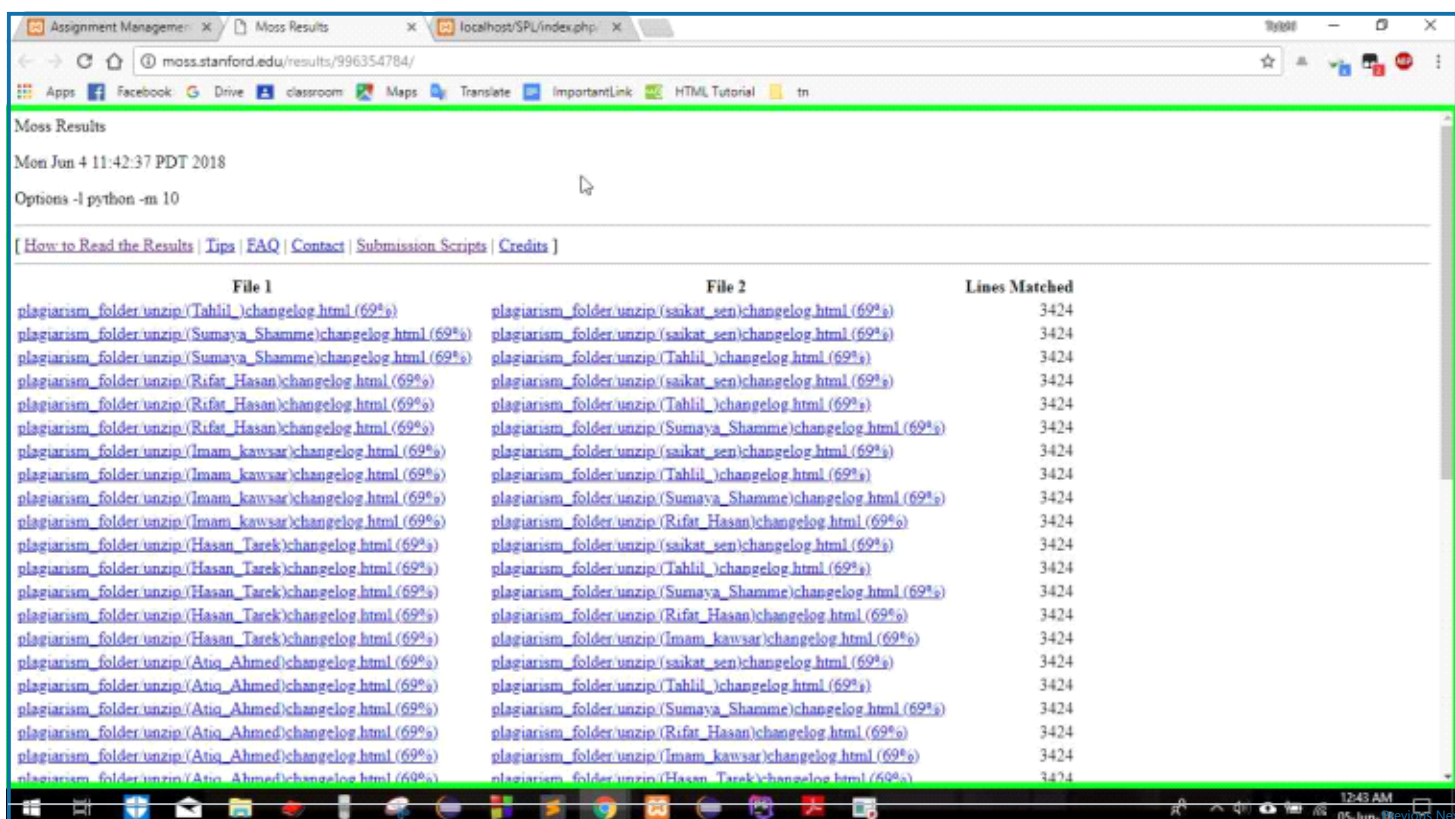 Assignment Managemen
Moss Results
localhost/SPL/index.php/
moss.stanford.edu/results/996354784/
Apps Facebook Drive classroom Maps Translate ImportantLink HTML Tutorial tn
Moss Results
Mon Jun 4 11:42:37 PDT 2018
Options -l python -m 10
[ How to Read the Results | Tips | FAQ | Contact | Submission Scripts | Credits ]
File 1 File 2 Lines Matched
plagiarism_folder/unzip/(Tahlil_)changelog.html (69%) plagiarism_folder/unzip/(saikat_sen)changelog.html (69%) 3424
plagiarism_folder/unzip/(Sumaya_Shamme)changelog.html (69%) plagiarism_folder/unzip/(saikat_sen)changelog.html (69%) 3424
plagiarism_folder/unzip/(Sumaya_Shamme)changelog.html (69%) plagiarism_folder/unzip/(Tahlil_)changelog.html (69%) 3424
plagiarism_folder/unzip/(Rifat_Hasan)changelog.html (69%) plagiarism_folder/unzip/(saikat_sen)changelog.html (69%) 3424
plagiarism_folder/unzip/(Rifat_Hasan)changelog.html (69%) plagiarism_folder/unzip/(Tahlil_)changelog.html (69%) 3424
plagiarism_folder/unzip/(Rifat_Hasan)changelog.html (69%) plagiarism_folder/unzip/(Sumaya_Shamme)changelog.html (69%) 3424
plagiarism_folder/unzip/(Imam_kawsar)changelog.html (69%) plagiarism_folder/unzip/(saikat_sen)changelog.html (69%) 3424
plagiarism_folder/unzip/(Imam_kawsar)changelog.html (69%) plagiarism_folder/unzip/(Tahlil_)changelog.html (69%) 3424
plagiarism_folder/unzip/(Imam_kawsar)changelog.html (69%) plagiarism_folder/unzip/(Sumaya_Shamme)changelog.html (69%) 3424
plagiarism_folder/unzip/(Imam_kawsar)changelog.html (69%) plagiarism_folder/unzip/(Rifat_Hasan)changelog.html (69%) 3424
plagiarism_folder/unzip/(Hasan_Tarek)changelog.html (69%) plagiarism_folder/unzip/(saikat_sen)changelog.html (69%) 3424
plagiarism_folder/unzip/(Hasan_Tarek)changelog.html (69%) plagiarism_folder/unzip/(Tahlil_)changelog.html (69%) 3424
plagiarism_folder/unzip/(Hasan_Tarek)changelog.html (69%) plagiarism_folder/unzip/(Sumaya_Shamme)changelog.html (69%) 3424
plagiarism_folder/unzip/(Hasan_Tarek)changelog.html (69%) plagiarism_folder/unzip/(Rifat_Hasan)changelog.html (69%) 3424
plagiarism_folder/unzip/(Hasan_Tarek)changelog.html (69%) plagiarism_folder/unzip/(Imam_kawsar)changelog.html (69%) 3424
plagiarism_folder/unzip/(Atiq_Ahmed)changelog.html (69%) plagiarism_folder/unzip/(saikat_sen)changelog.html (69%) 3424
plagiarism_folder/unzip/(Atiq_Ahmed)changelog.html (69%) plagiarism_folder/unzip/(Tahlil_)changelog.html (69%) 3424
plagiarism_folder/unzip/(Atiq_Ahmed)changelog.html (69%) plagiarism_folder/unzip/(Sumaya_Shamme)changelog.html (69%) 3424
plagiarism_folder/unzip/(Atiq_Ahmed)changelog.html (69%) plagiarism_folder/unzip/(Rifat_Hasan)changelog.html (69%) 3424
plagiarism_folder/unzip/(Atiq_Ahmed)changelog.html (69%) plagiarism_folder/unzip/(Imam_kawsar)changelog.html (69%) 3424
plagiarism_folder/unzip/(Atiq_Ahmed)changelog.html (69%) plagiarism_folder/unzip/(Hasan_Tarek)changelog.html (69%) 3424
12:43 AM
05-Jun-